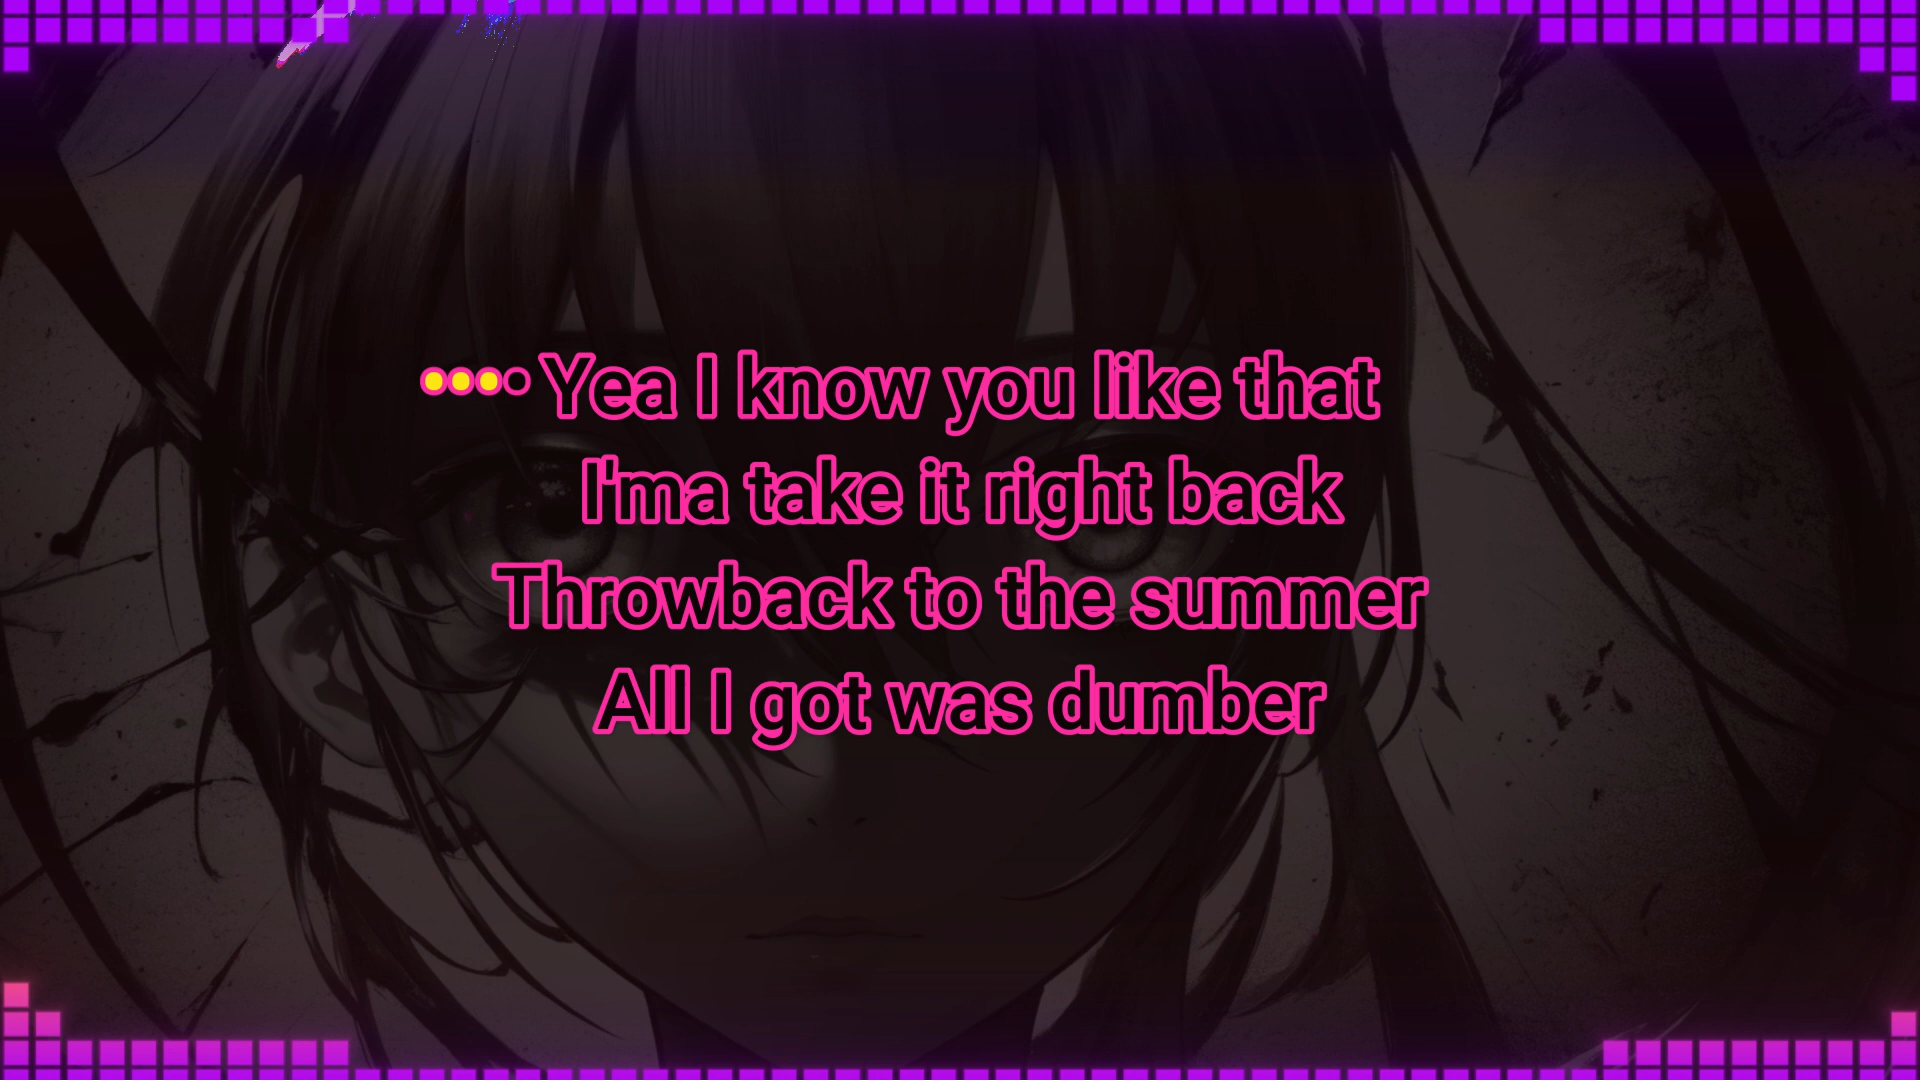 Yea I know you like that
I'ma take it right back
Throwback to the summer
All I got was dumber